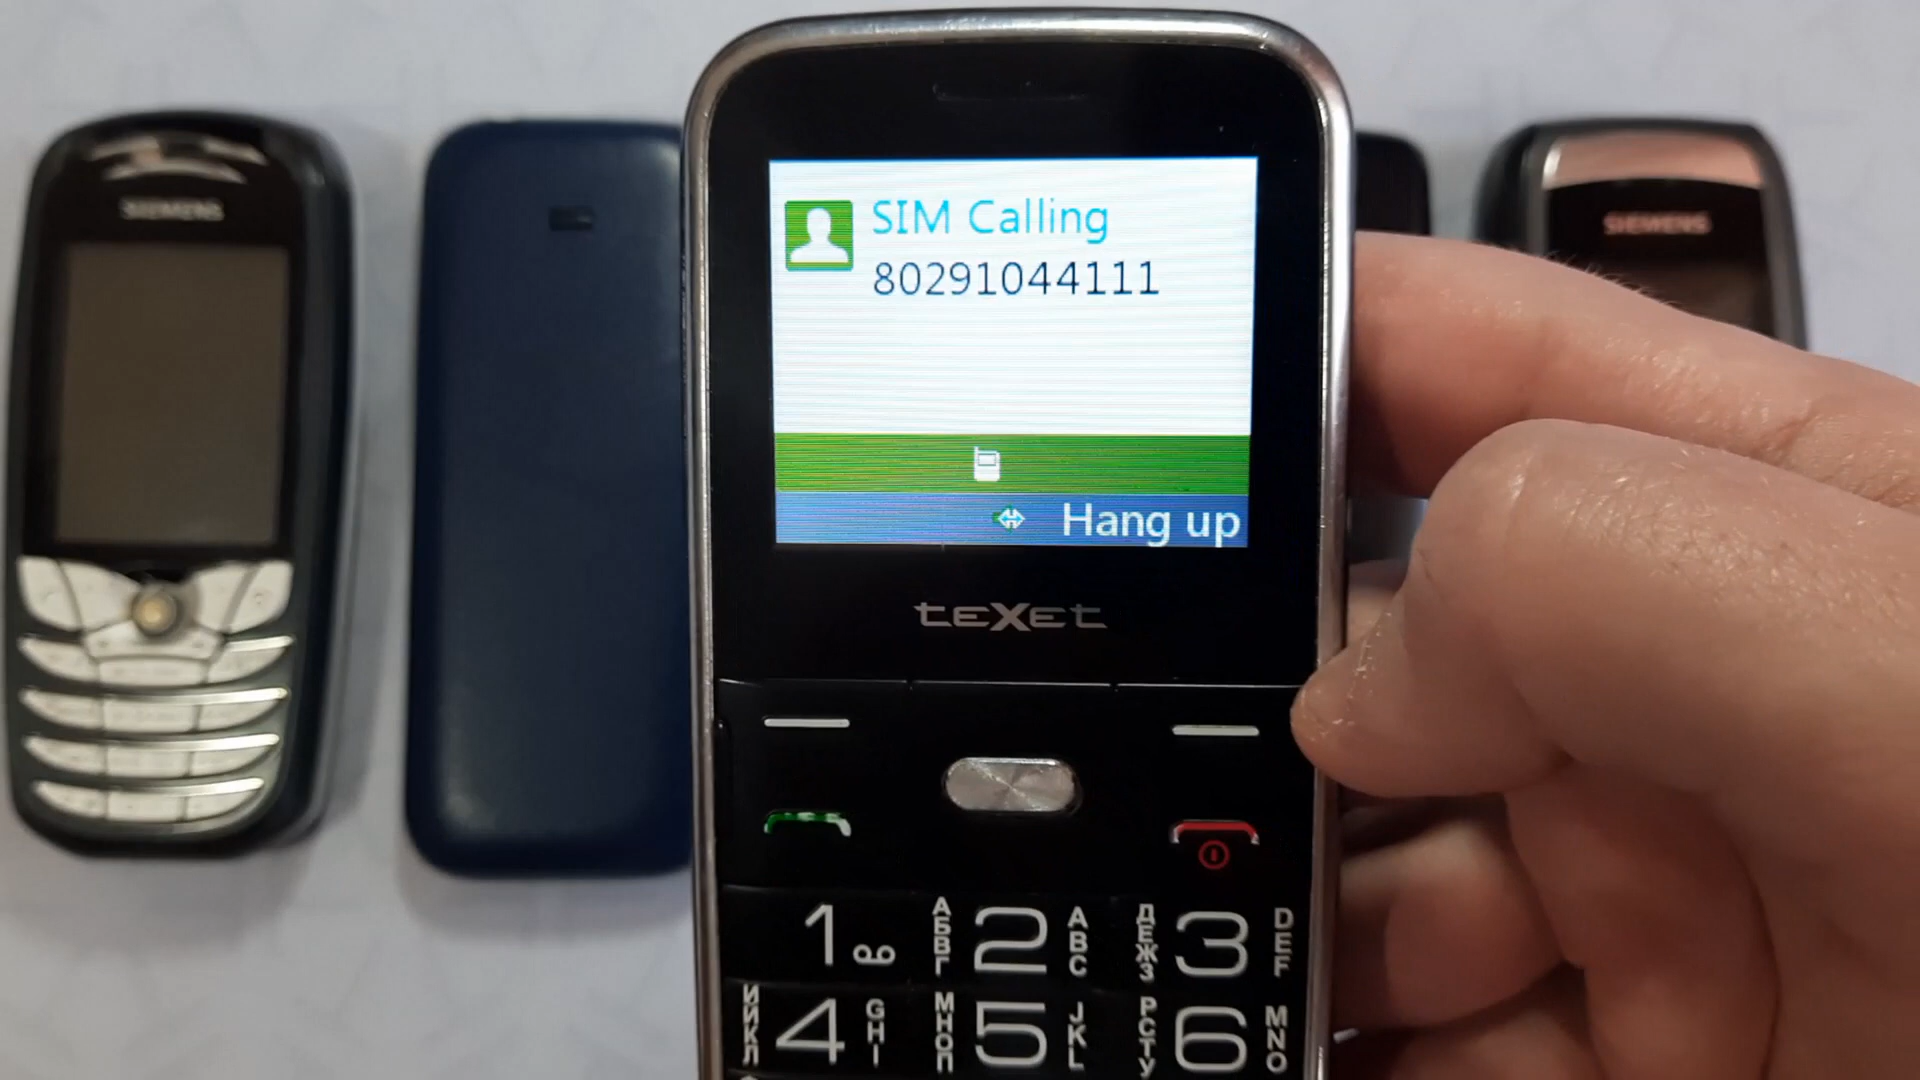 SIEMENS
SIEMENS
SIM Calling
80291044111
Hang up
teXet
1
АБВГ 2 ABC
ДЕЖЗ 3 DEF
ИЙКЛ 4 GHI
МНОП 5 JKL
РСТУ 6 MNO